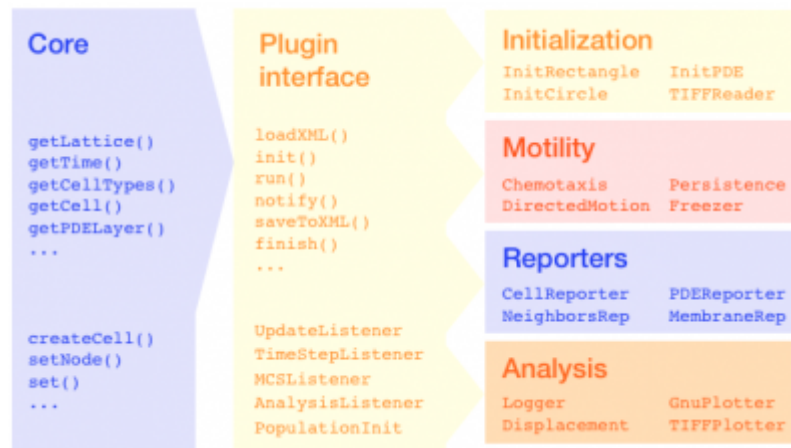 Core
getLattice()
getTime()
getCellTypes()
getCell()
getPDELayer()
...
createCell()
setNode()
set()
...
Plugin
interface
loadXML()
init()
run()
notify()
saveToXML()
finish()
...
UpdateListener
TimeStepListener
MCSListener
AnalysisListener
PopulationInit
Initialization
InitRectangle InitPDE
InitCircle TIFFReader
Motility
Chemotaxis Persistence
DirectedMotion Freezer
Reporters
CellReporter PDEReporter
NeighborsRep MembraneRep
Analysis
Logger GnuPlotter
Displacement TIFFPlotter